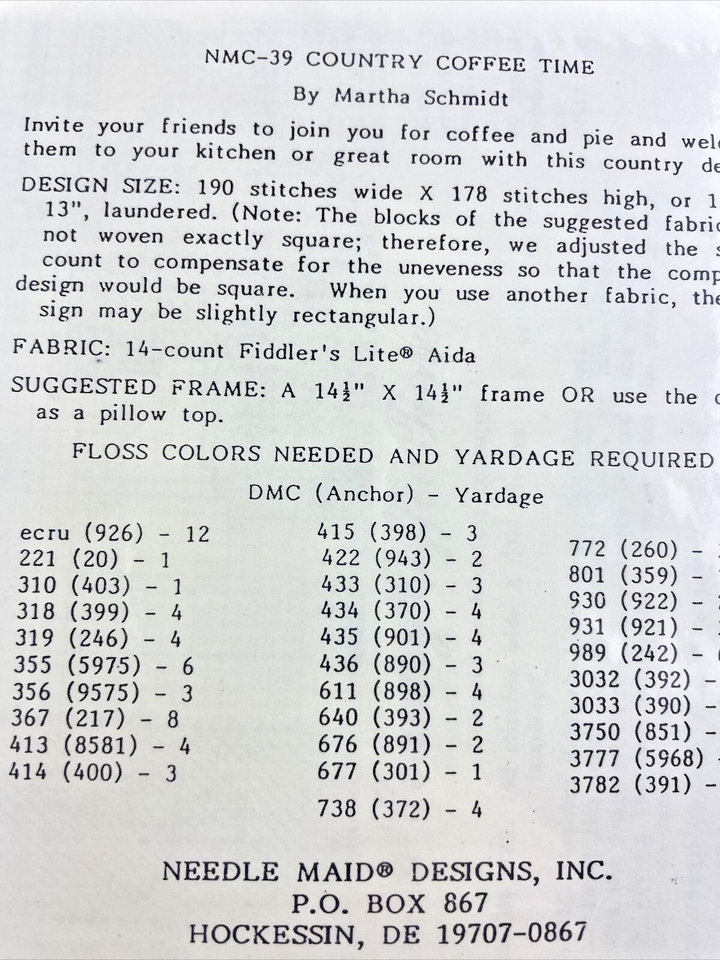 NMC-39 COUNTRY COFFEE TIME
By Martha Schmidt
Invite your friends to join you for coffee and pie and
them to your kitchen or great room with this country
DESIGN SIZE: 190 stitches wide X 178 stitches high, or
13", laundered. (Note: The blocks of the suggested
not woven exactly square; therefore, we adjusted the
count to compensate for the uneveness so that the
design would be square. When you use another fabric,
sign may be slightly rectangular.)
FABRIC: 14-count Fiddler's Lite® Aida
SUGGESTED FRAME: A 14½" X 14½" frame OR use the
as a pillow top.
FLOSS COLORS NEEDED AND YARDAGE REQUIRED
DMC (Anchor) - Yardage
ecru (926) - 12
221 (20) - 1
310 (403) - 1
318 (399) - 4
319 (246) - 4
355 (5975) - 6
356 (9575) - 3
367 (217) - 8
413 (8581) - 4
414 (400) - 3
415 (398) - 3
422 (943) - 2
433 (310) - 3
434 (370) - 4
435 (901) - 4
436 (890) - 3
611 (898) - 4
640 (393) - 2
676 (891) - 2
677 (301) - 1
738 (372) - 4
772 (260) -
801 (359) -
930 (922) -
931 (921) -
989 (242) -
3032 (392) -
3033 (390) -
3750 (851) -
3777 (5968)
3782 (391) -
NEEDLE MAID® DESIGNS, INC.
P.O. BOX 867
HOCKESSIN, DE 19707-0867